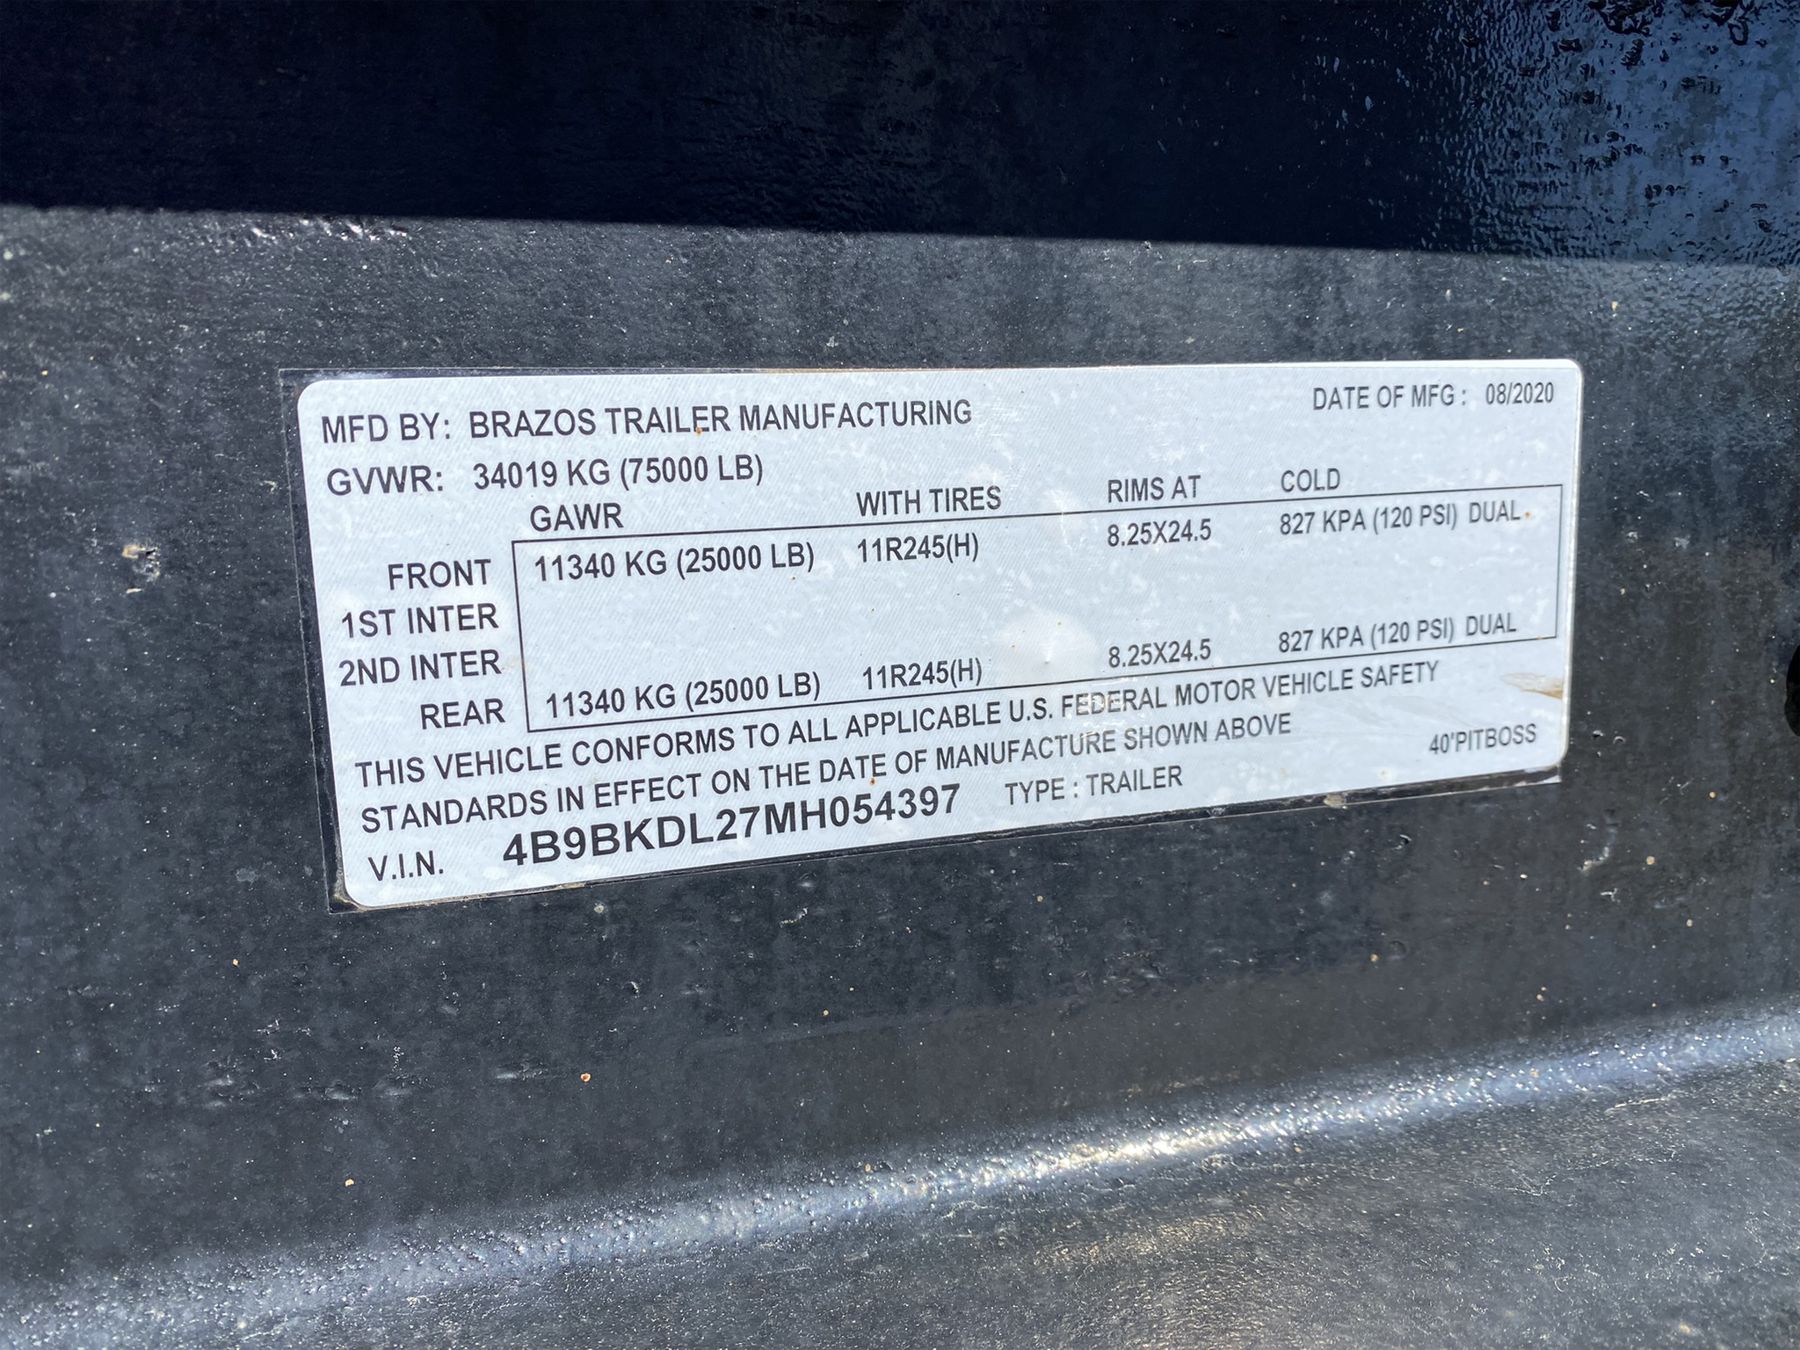 MFD BY: BRAZOS TRAILER MANUFACTURING DATE OF MFG : 08/2020
GVWR: 34019 KG (75000 LB)
GAWR WITH TIRES RIMS AT COLD
FRONT 11340 KG (25000 LB) 11R245(H) 8.25X24.5 827 KPA (120 PSI) DUAL
1ST INTER
2ND INTER
REAR 11340 KG (25000 LB) 11R245(H) 8.25X24.5 827 KPA (120 PSI) DUAL
THIS VEHICLE CONFORMS TO ALL APPLICABLE U.S. FEDERAL MOTOR VEHICLE SAFETY
STANDARDS IN EFFECT ON THE DATE OF MANUFACTURE SHOWN ABOVE 40'PITBOSS
V.I.N. 4B9BKDL27MH054397 TYPE : TRAILER